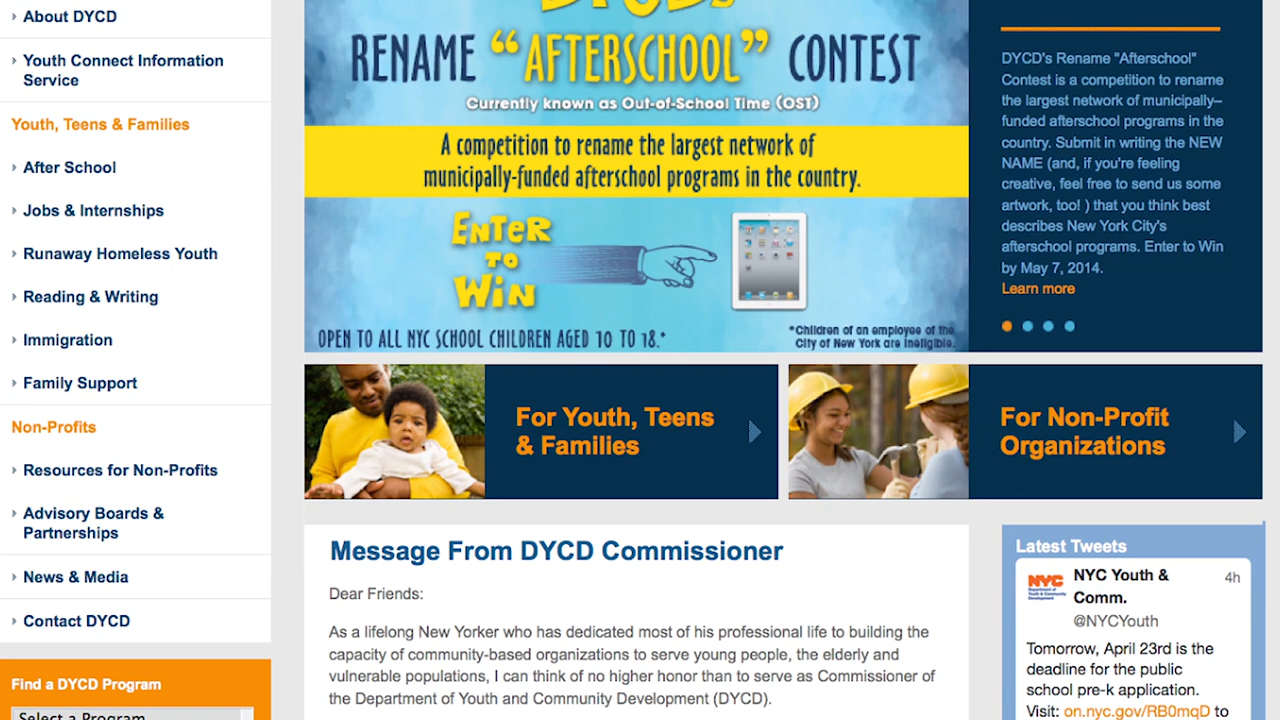 About DYCD
Youth Connect Information
Service
Youth, Teens & Families
After School
Jobs & Internships
Runaway Homeless Youth
Reading & Writing
Immigration
Family Support
Non-Profits
Resources for Non-Profits
Advisory Boards &
Partnerships
News & Media
Contact DYCD
Find a DYCD Program
Select a Program
DYCD's
RENAME “AFTERSCHOOL” CONTEST
Currently known as Out-of-School Time (OST)
A competition to rename the largest network of
municipally-funded afterschool programs in the country.
ENTER
TO
WIN
OPEN TO ALL NYC SCHOOL CHILDREN AGED 10 TO 18.*
*Children of an employee of the
City of New York are ineligible.
DYCD's Rename "Afterschool"
Contest is a competition to rename
the largest network of municipally–
funded afterschool programs in the
country. Submit in writing the NEW
NAME (and, if you're feeling
creative, feel free to send us some
artwork, too! ) that you think best
describes New York City's
afterschool programs. Enter to Win
by May 7, 2014.
Learn more
For Youth, Teens
& Families
For Non-Profit
Organizations
Message From DYCD Commissioner
Dear Friends:
As a lifelong New Yorker who has dedicated most of his professional life to building the
capacity of community-based organizations to serve young people, the elderly and
vulnerable populations, I can think of no higher honor than to serve as Commissioner of
the Department of Youth and Community Development (DYCD).
Latest Tweets
NYC
Department of
Youth & Community
Development
NYC Youth &
Comm.
4h
@NYCYouth
Tomorrow, April 23rd is the
deadline for the public
school pre-k application.
Visit: on.nyc.gov/RB0mqD to